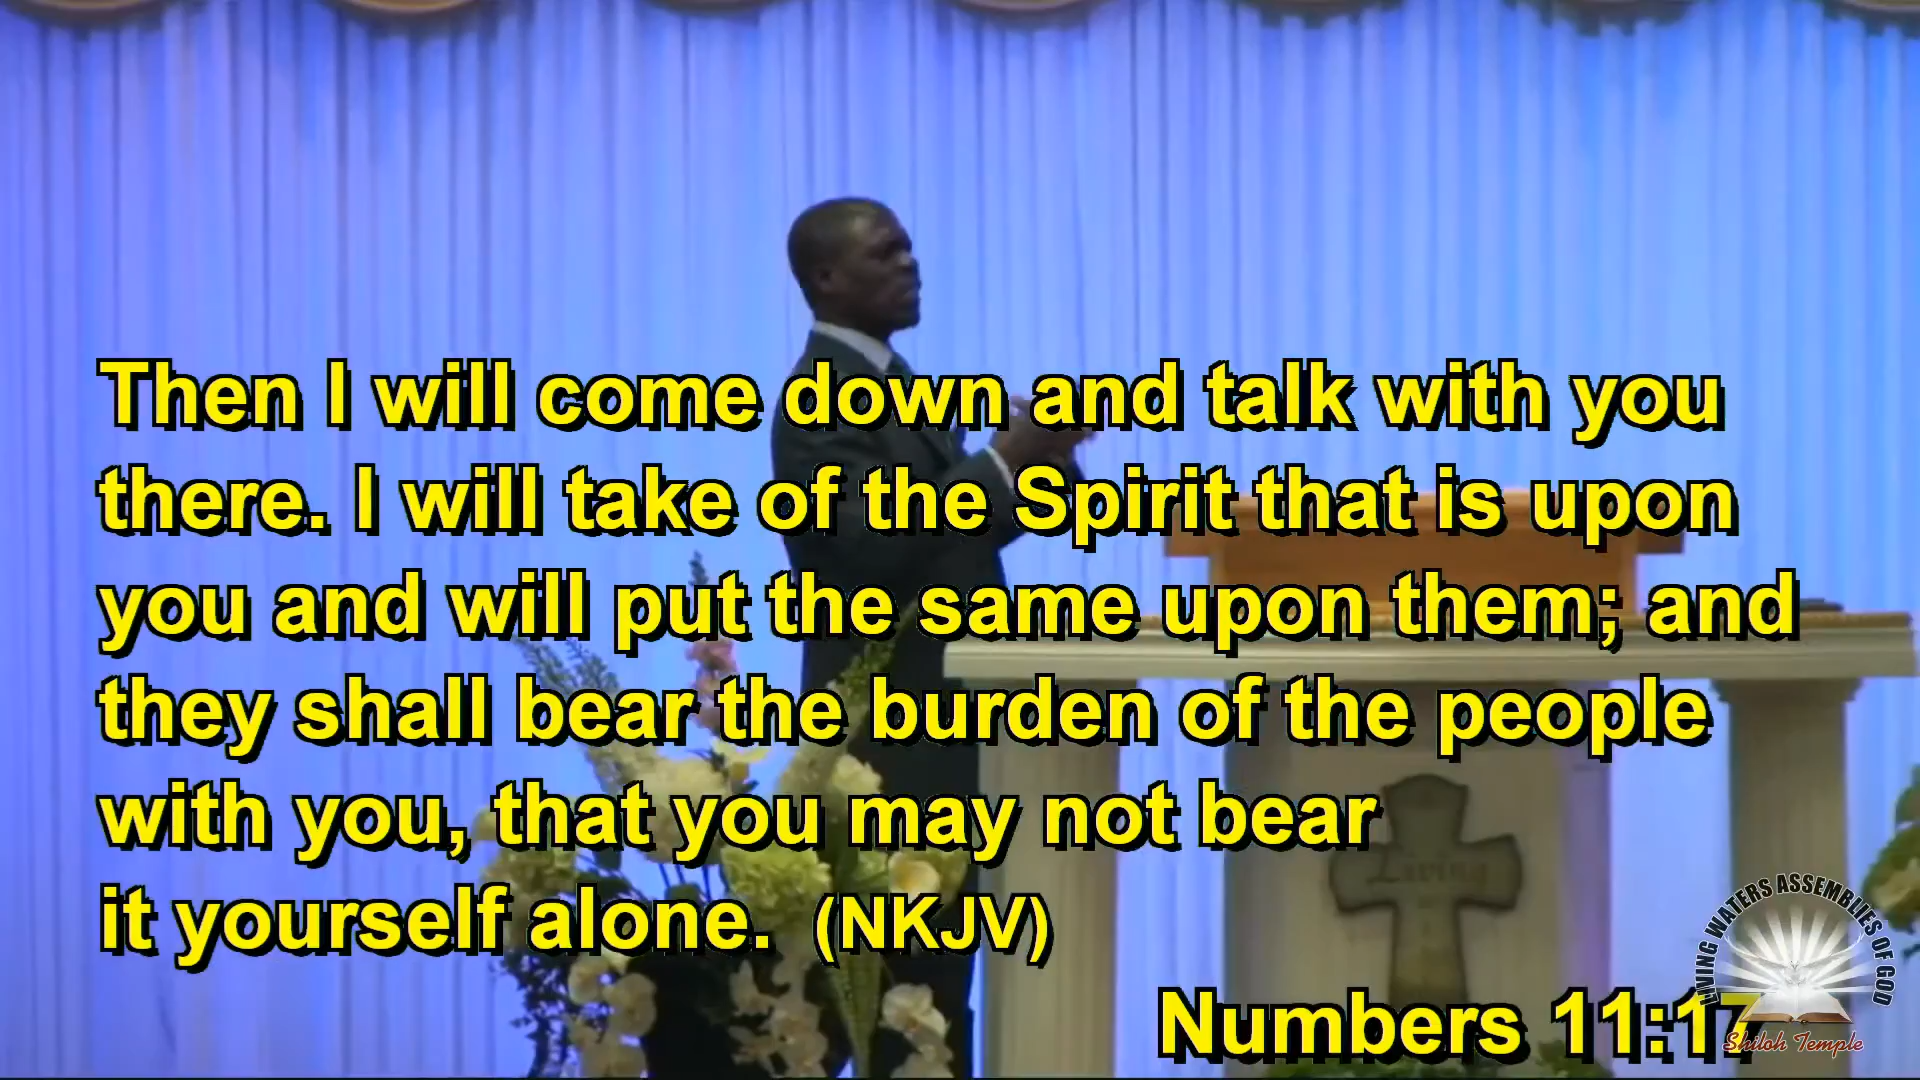 Then I will come down and talk with you
there. I will take of the Spirit that is upon
you and will put the same upon them; and
they shall bear the burden of the people
with you, that you may not bear
it yourself alone. (NKJV)
Numbers 11:17
Living
LIVING WATERS ASSEMBLIES OF GOD
Shiloh Temple